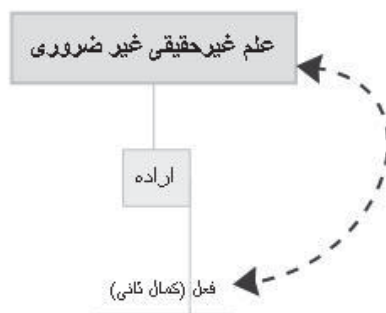 علم غیرحقیقی غیر ضروری
اراده
فعل (کمال ثانی)